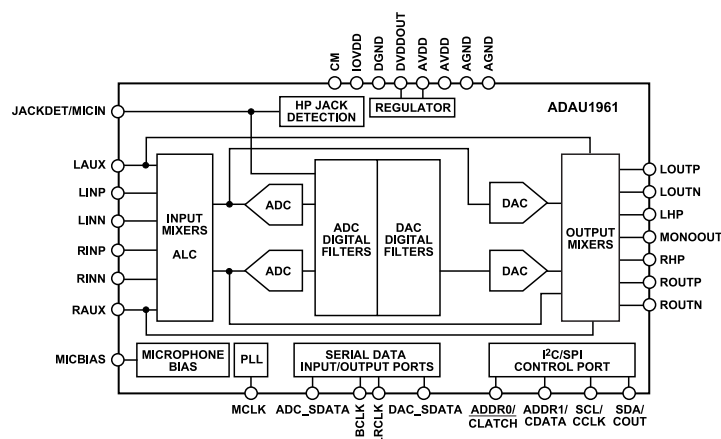 CM
IOVDD
DGND
DVDDOUT
AVDD
AVDD
AGND
AGND
JACKDET/MICIN
HP JACK
DETECTION
REGULATOR
ADAU1961
LAUX
LINP
LINN
RINP
RINN
RAUX
INPUT
MIXERS
ALC
ADC
ADC
ADC
DIGITAL
FILTERS
DAC
DIGITAL
FILTERS
DAC
DAC
OUTPUT
MIXERS
LOUTP
LOUTN
LHP
MONOOUT
RHP
ROUTP
ROUTN
MICBIAS
MICROPHONE
BIAS
PLL
SERIAL DATA
INPUT/OUTPUT PORTS
I²C/SPI
CONTROL PORT
MCLK
ADC_SDATA
BCLK
LRCLK
DAC_SDATA
ADDR0/
CLATCH
ADDR1/
CDATA
SCL/
CCLK
SDA/
COUT